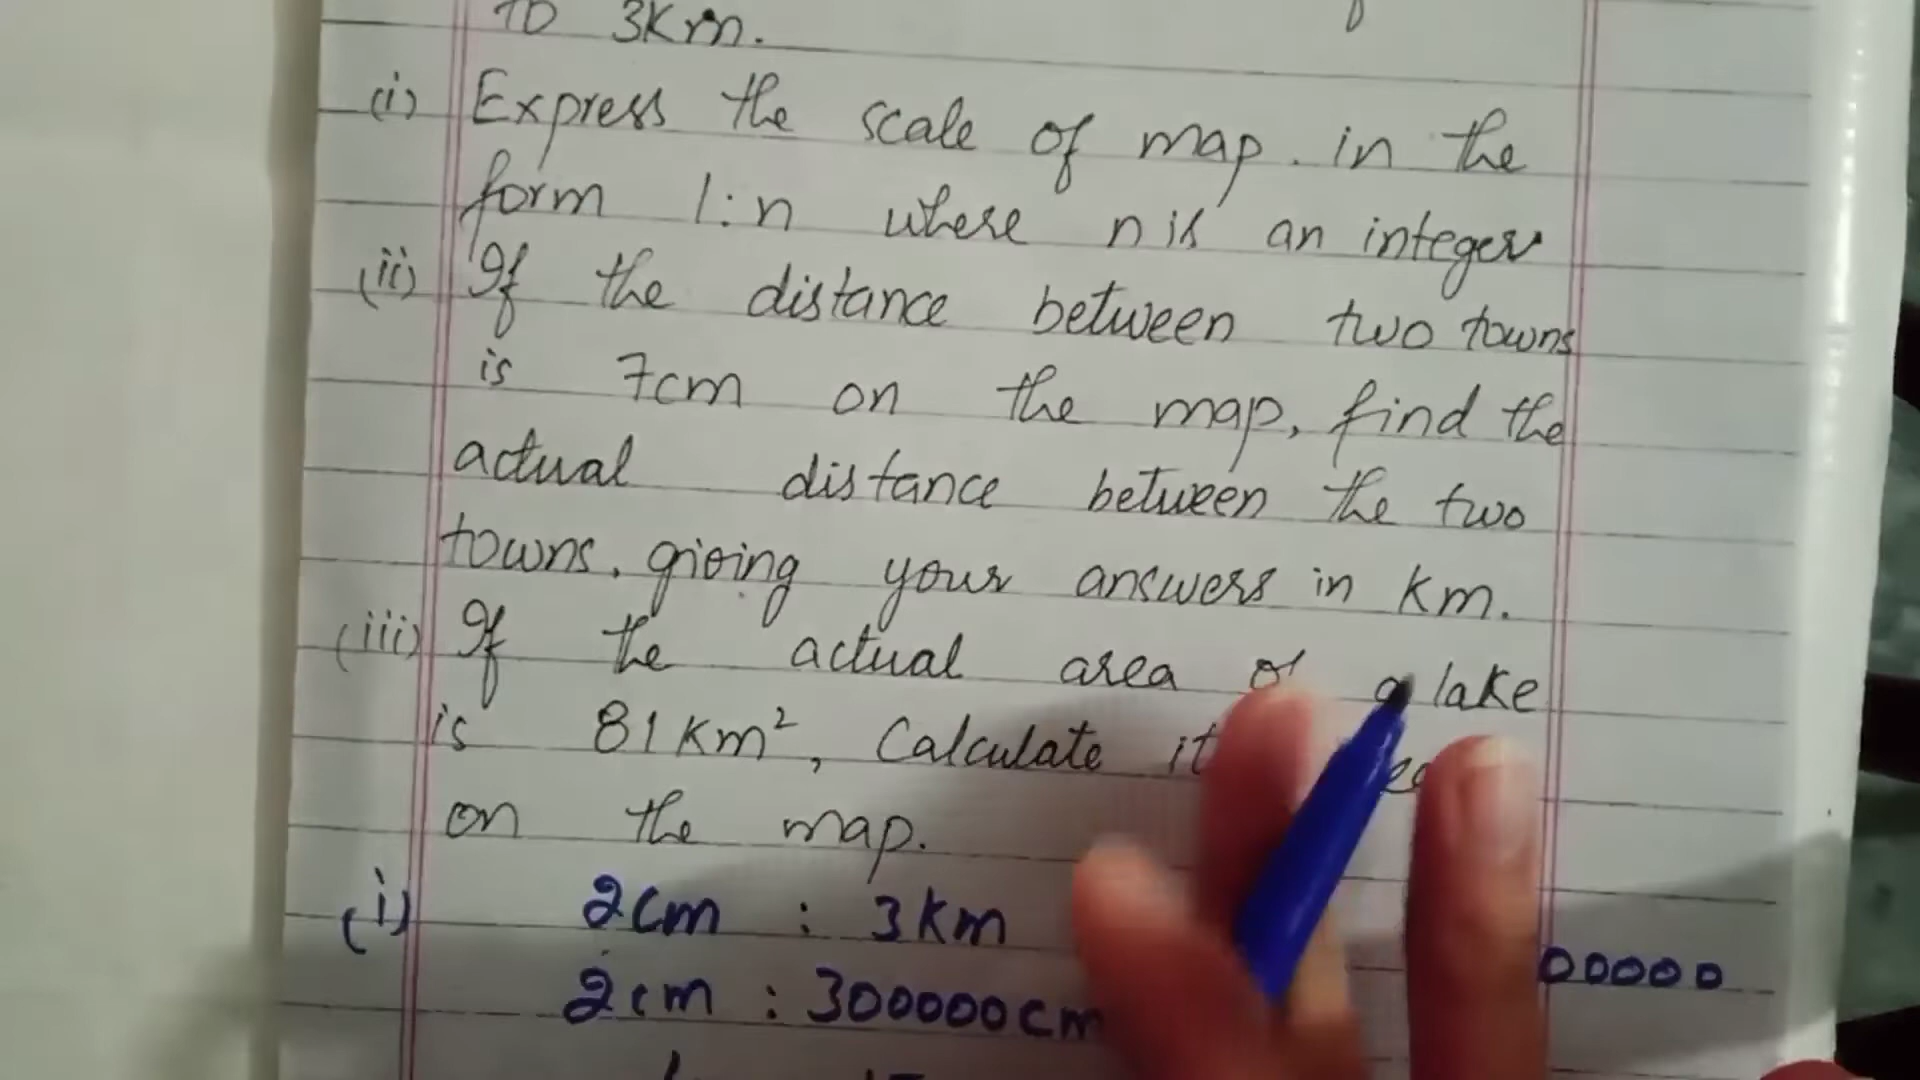 to 3Km.
(i) Express the scale of map. in the
form 1:n where n is an integer
(ii) If the distance between two towns
is 7cm on the map, find the
actual distance between the two
towns. giving your answers in km.
(iii) If the actual area of a lake
is 81 Km², Calculate
on the map.
(i) 2cm : 3km
00000
2cm : 300000cm